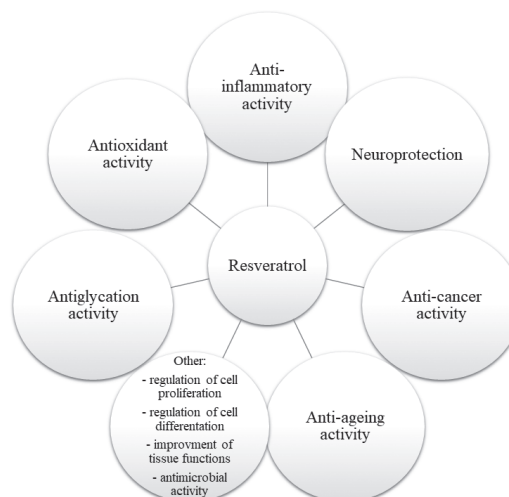 Anti-
inflammatory
activity
Neuroprotection
Anti-cancer
activity
Anti-ageing
activity
Other:
- regulation of cell
proliferation
- regulation of cell
differentation
- improvment of
tissue functions
- antimicrobial
activity
Antiglycation
activity
Antioxidant
activity
Resveratrol